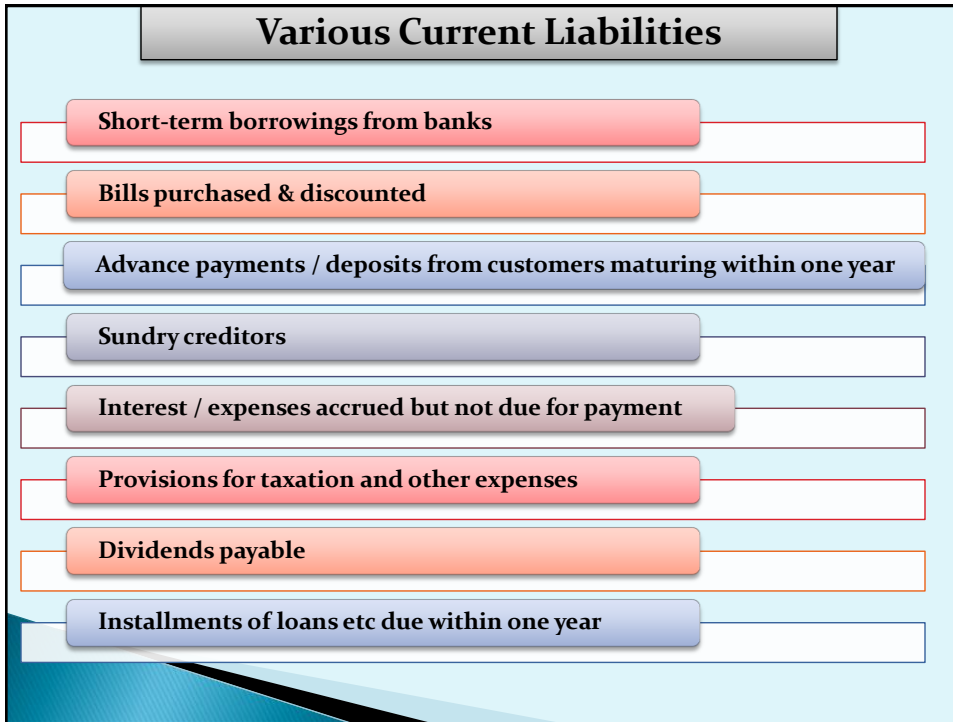 Various Current Liabilities
Short-term borrowings from banks
Bills purchased & discounted
Advance payments / deposits from customers maturing within one year
Sundry creditors
Interest / expenses accrued but not due for payment
Provisions for taxation and other expenses
Dividends payable
Installments of loans etc due within one year